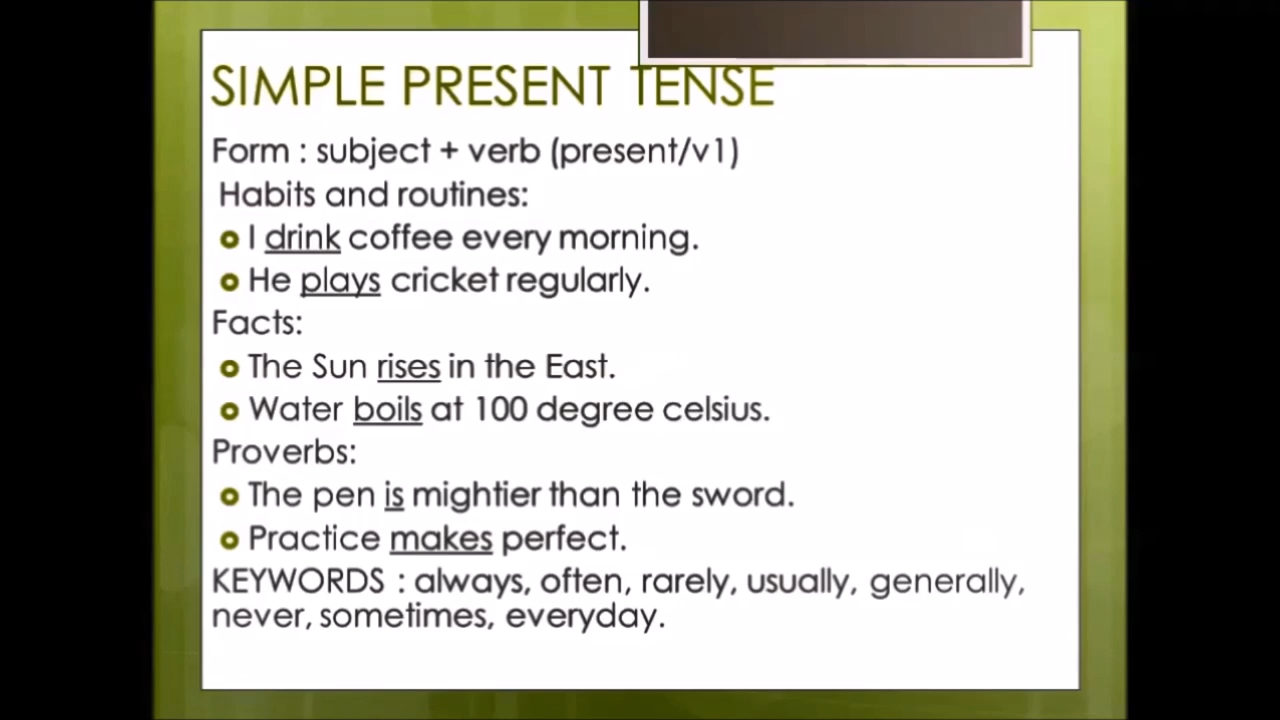 SIMPLE PRESENT TENSE
Form : subject + verb (present/v1)
Habits and routines:
I drink coffee every morning.
He plays cricket regularly.
Facts:
The Sun rises in the East.
Water boils at 100 degree celsius.
Proverbs:
The pen is mightier than the sword.
Practice makes perfect.
KEYWORDS : always, often, rarely, usually, generally,
never, sometimes, everyday.